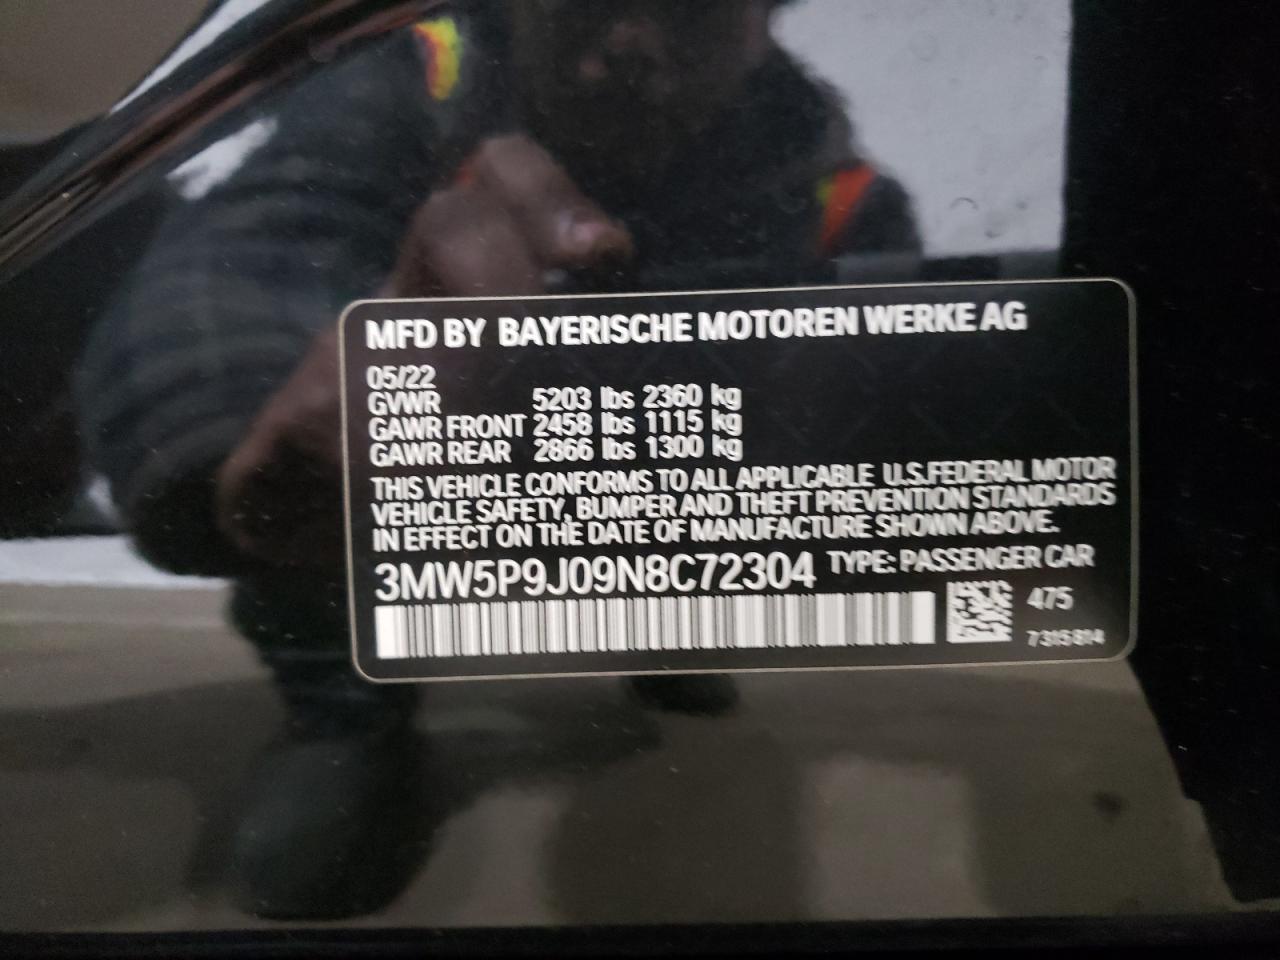 MFD BY BAYERISCHE MOTOREN WERKE AG
05/22
GVWR 5203 lbs 2360 kg
GAWR FRONT 2458 lbs 1115 kg
GAWR REAR 2866 lbs 1300 kg
THIS VEHICLE CONFORMS TO ALL APPLICABLE U.S.FEDERAL MOTOR
VEHICLE SAFETY, BUMPER AND THEFT PREVENTION STANDARDS
IN EFFECT ON THE DATE OF MANUFACTURE SHOWN ABOVE.
3MW5P9J09N8C72304 TYPE: PASSENGER CAR
475
7315814